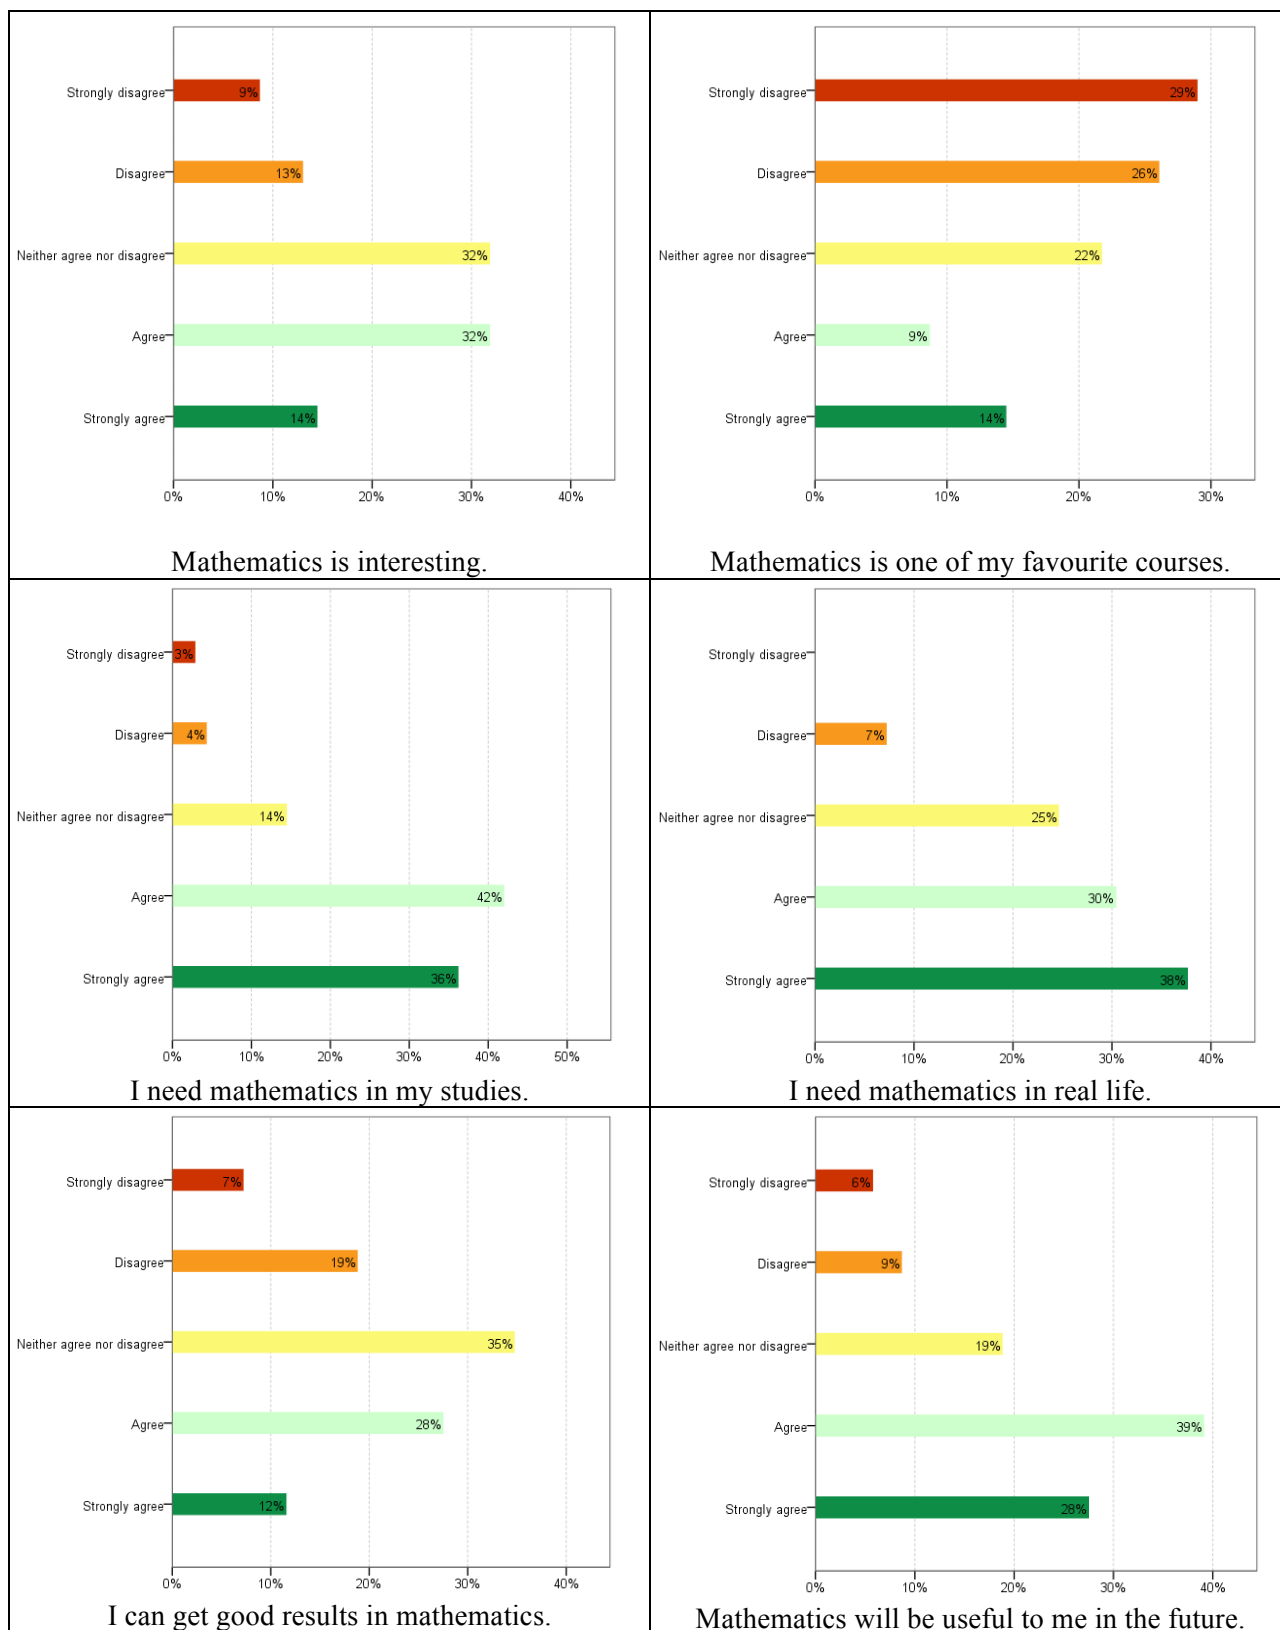 Strongly disagree
9%
Disagree
13%
Neither agree nor disagree
32%
Agree
32%
Strongly agree
14%
0% 10% 20% 30% 40%
Mathematics is interesting.
Strongly disagree
29%
Disagree
26%
Neither agree nor disagree
22%
Agree
9%
Strongly agree
14%
0% 10% 20% 30%
Mathematics is one of my favourite courses.
Strongly disagree
3%
Disagree
4%
Neither agree nor disagree
14%
Agree
42%
Strongly agree
36%
0% 10% 20% 30% 40% 50%
I need mathematics in my studies.
Strongly disagree
Disagree
7%
Neither agree nor disagree
25%
Agree
30%
Strongly agree
38%
0% 10% 20% 30% 40%
I need mathematics in real life.
Strongly disagree
7%
Disagree
19%
Neither agree nor disagree
35%
Agree
28%
Strongly agree
12%
0% 10% 20% 30% 40%
I can get good results in mathematics.
Strongly disagree
6%
Disagree
9%
Neither agree nor disagree
19%
Agree
39%
Strongly agree
28%
0% 10% 20% 30% 40%
Mathematics will be useful to me in the future.